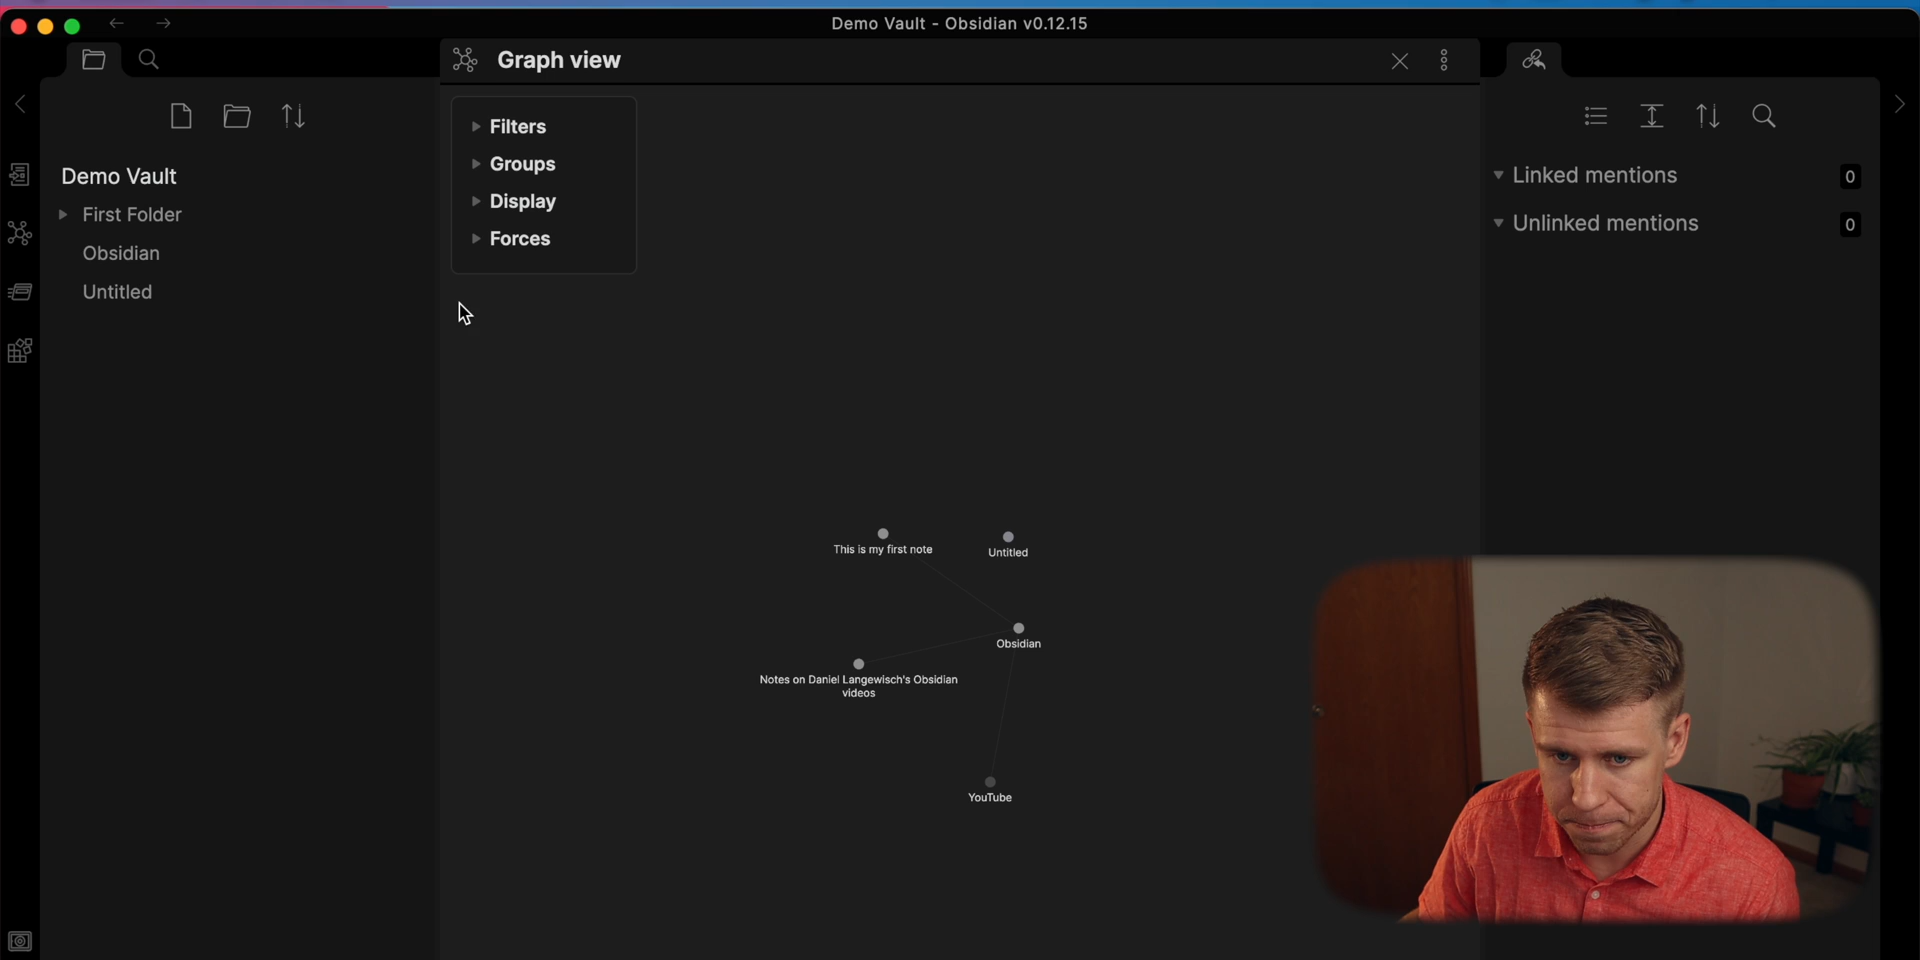 Demo Vault - Obsidian v0.12.15
Graph view
Filters
Groups
Display
Forces
Demo Vault
First Folder
Obsidian
Untitled
This is my first note
Untitled
Obsidian
Notes on Daniel Langewisch's Obsidian
videos
YouTube
Linked mentions 0
Unlinked mentions 0